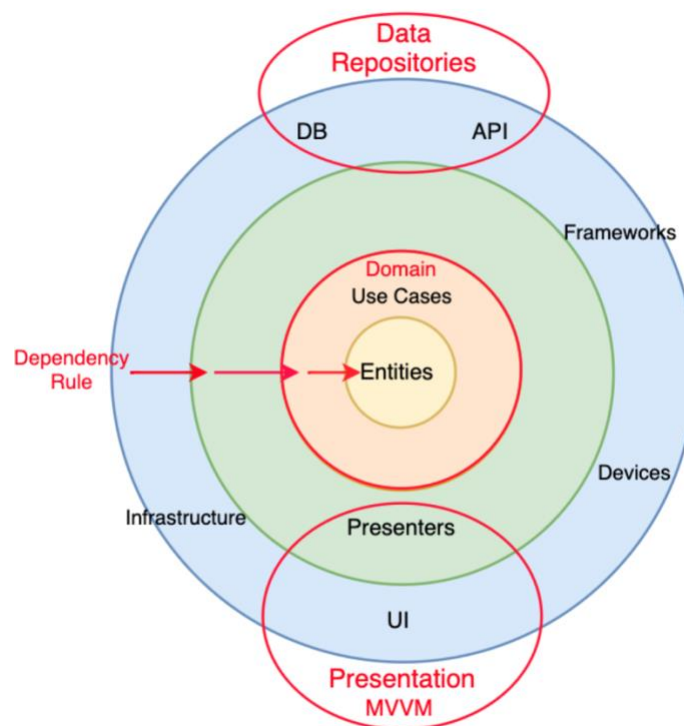 Data
Repositories
DB
API
Frameworks
Domain
Use Cases
Dependency
Rule
Entities
Devices
Infrastructure
Presenters
UI
Presentation
MVVM